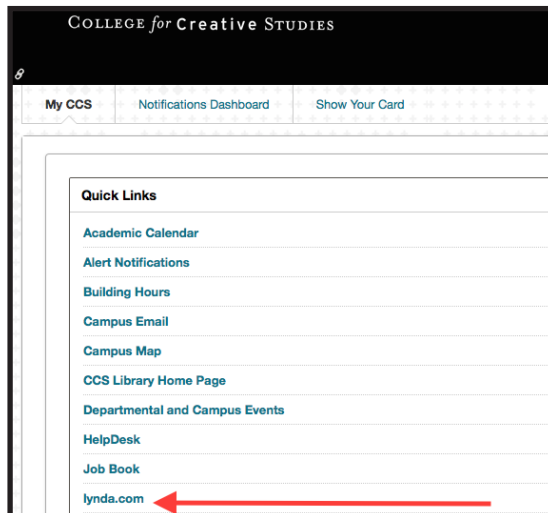 COLLEGE for Creative STUDIES
My CCS Notifications Dashboard Show Your Card
Quick Links
Academic Calendar
Alert Notifications
Building Hours
Campus Email
Campus Map
CCS Library Home Page
Departmental and Campus Events
HelpDesk
Job Book
lynda.com